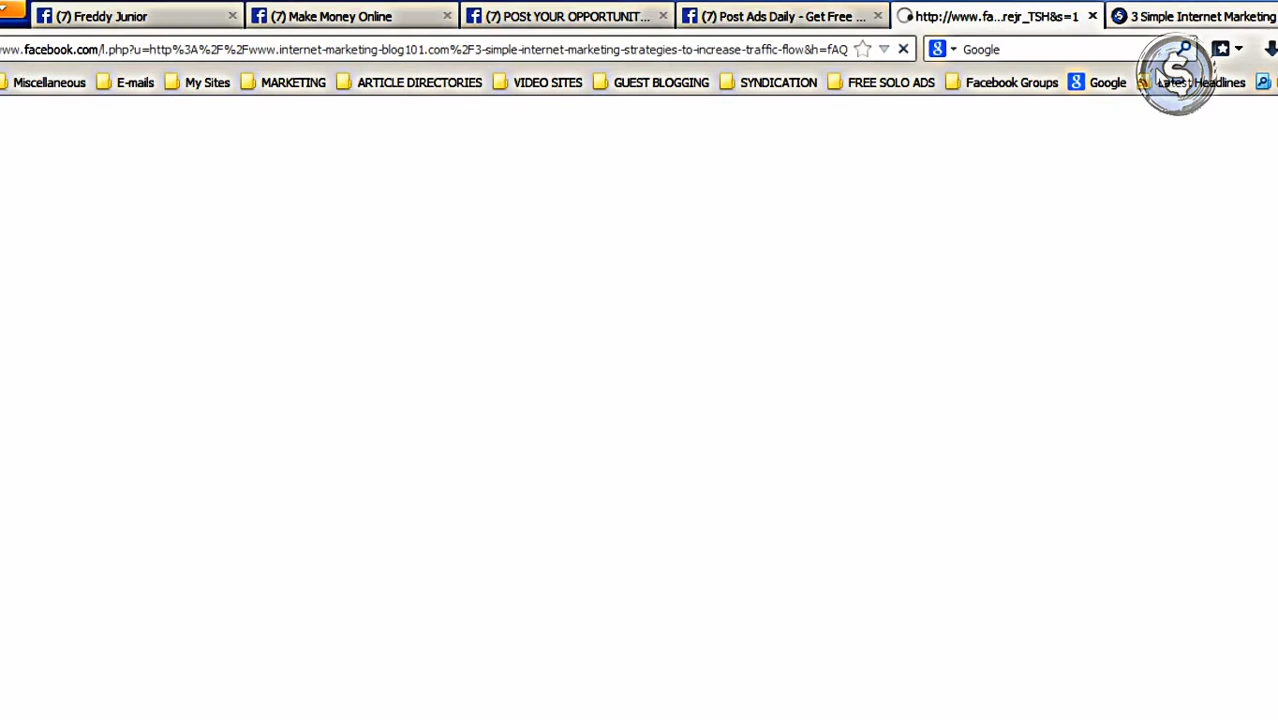 (7) Freddy Junior (7) Make Money Online (7) POSt YOUR OPPORTUNIT... (7) Post Ads Daily - Get Free ... http://www.fa...rejr_TSH&s=1 3 Simple Internet Marketing
ww.facebook.com/l.php?u=http%3A%2F%2Fwww.internet-marketing-blog101.com%2F3-simple-internet-marketing-strategies-to-increase-traffic-flow&h=fAQ Google
Miscellaneous E-mails My Sites MARKETING ARTICLE DIRECTORIES VIDEO SITES GUEST BLOGGING SYNDICATION FREE SOLO ADS Facebook Groups Google Latest Headlines